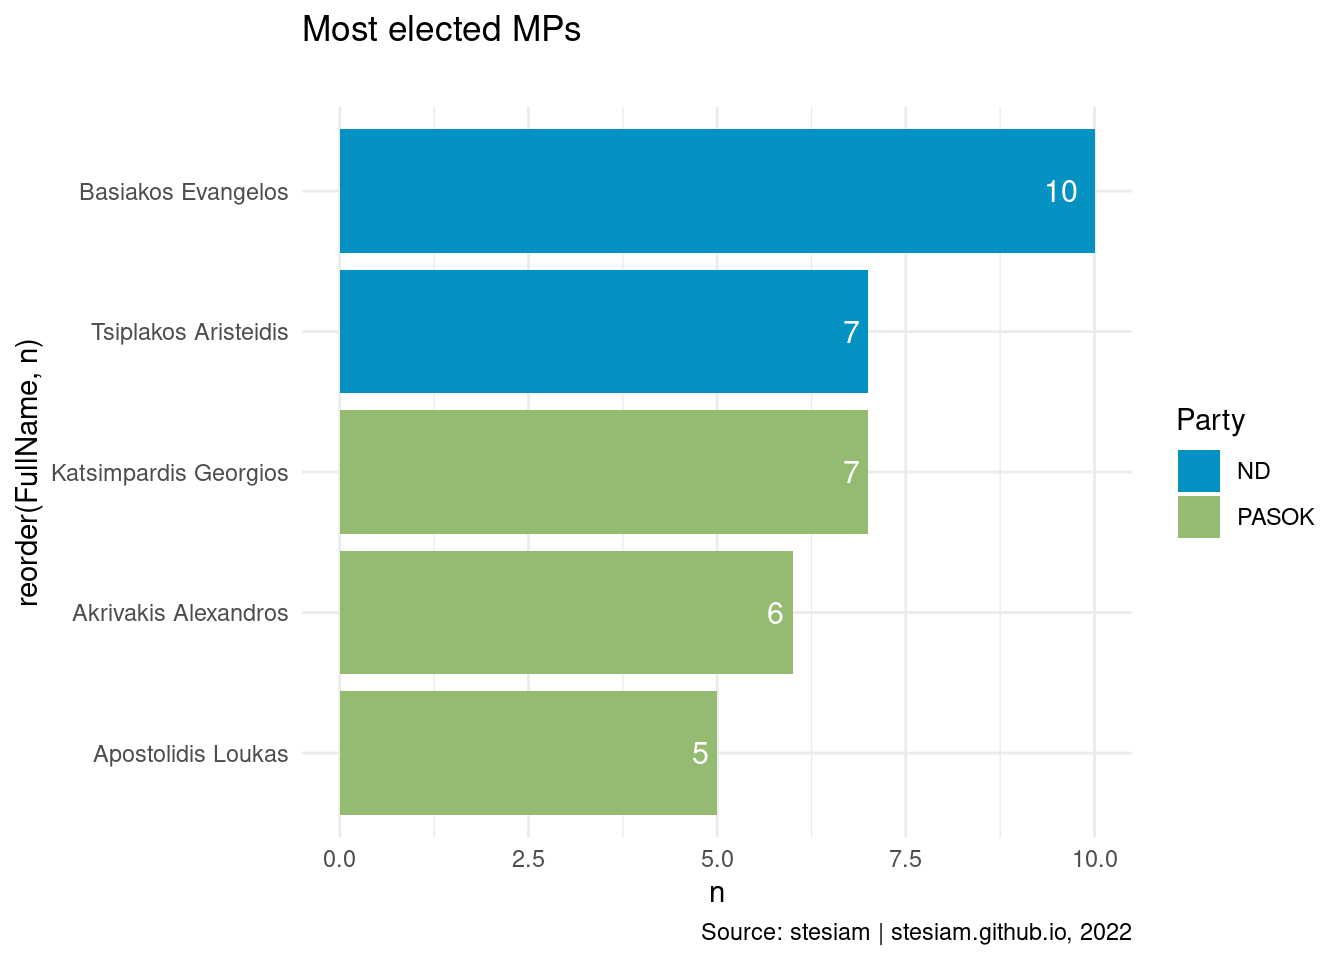 Most elected MPs
reorder(FullName, n)
Basiakos Evangelos
10
Tsiplakos Aristeidis
7
Katsimpardis Georgios
7
Akrivakis Alexandros
6
Apostolidis Loukas
5
0.0 2.5 5.0 7.5 10.0
n
Party
ND
PASOK
Source: stesiam | stesiam.github.io, 2022